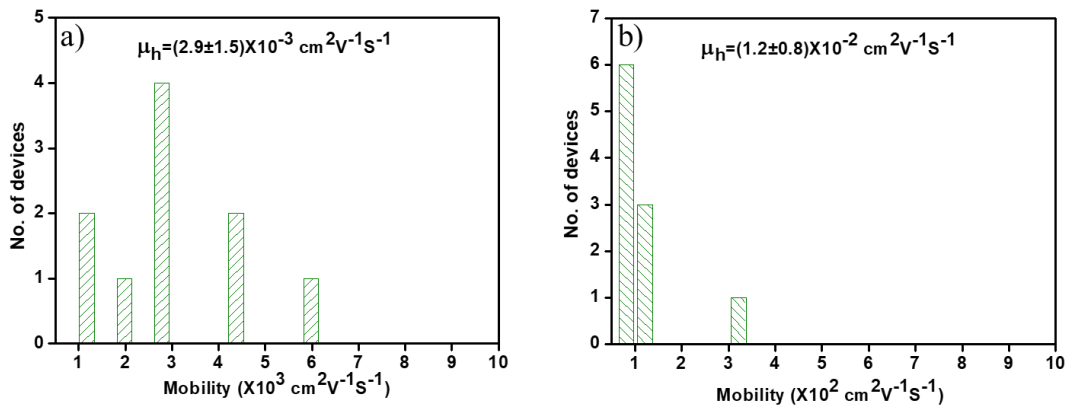 a)
μh=(2.9±1.5)X10⁻³ cm²V⁻¹S⁻¹
5
4
3
2
1
0
No. of devices
1 2 3 4 5 6 7 8 9 10
Mobility (X10³ cm²V⁻¹S⁻¹)
b)
μh=(1.2±0.8)X10⁻² cm²V⁻¹S⁻¹
7
6
5
4
3
2
1
0
No. of devices
1 2 3 4 5 6 7 8 9 10
Mobility (X10² cm²V⁻¹S⁻¹)